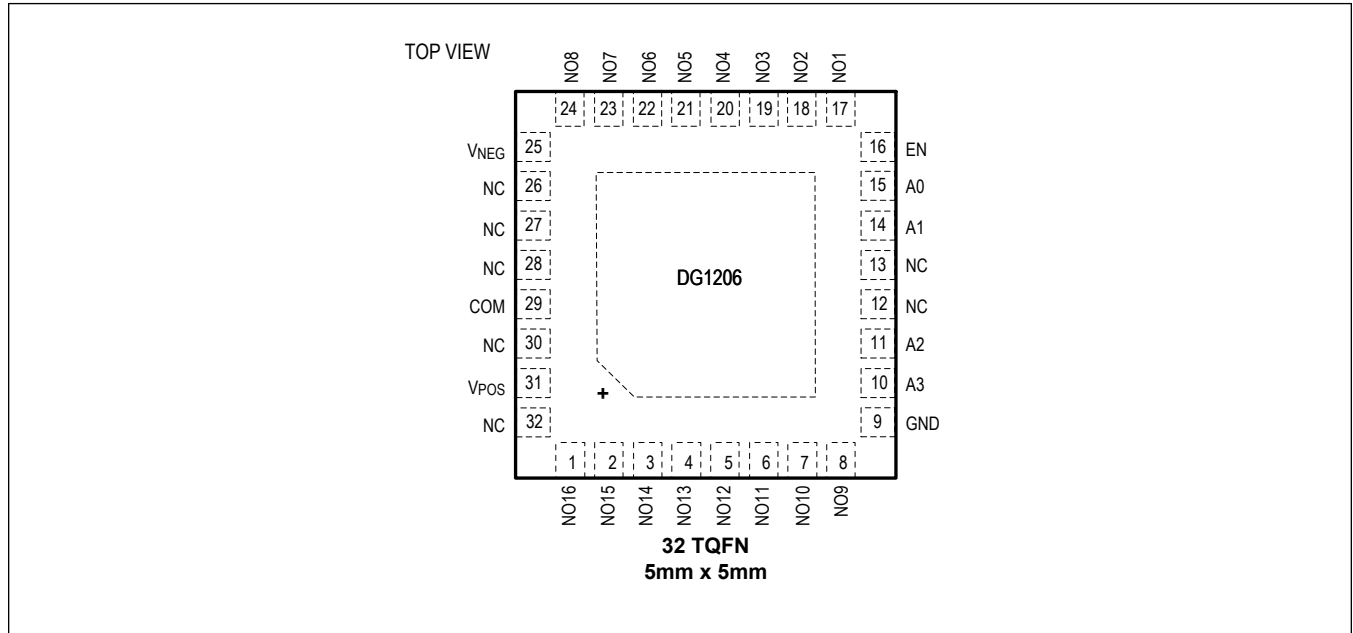 TOP VIEW
NO8 NO7 NO6 NO5 NO4 NO3 NO2 NO1
24 23 22 21 20 19 18 17
VNEG 25 16 EN
NC 26 15 A0
NC 27 14 A1
NC 28 13 NC
DG1206
COM 29 12 NC
NC 30 11 A2
VPOS 31 10 A3
+
NC 32 9 GND
1 2 3 4 5 6 7 8
NO16 NO15 NO14 NO13 NO12 NO11 NO10 NO9
32 TQFN
5mm x 5mm